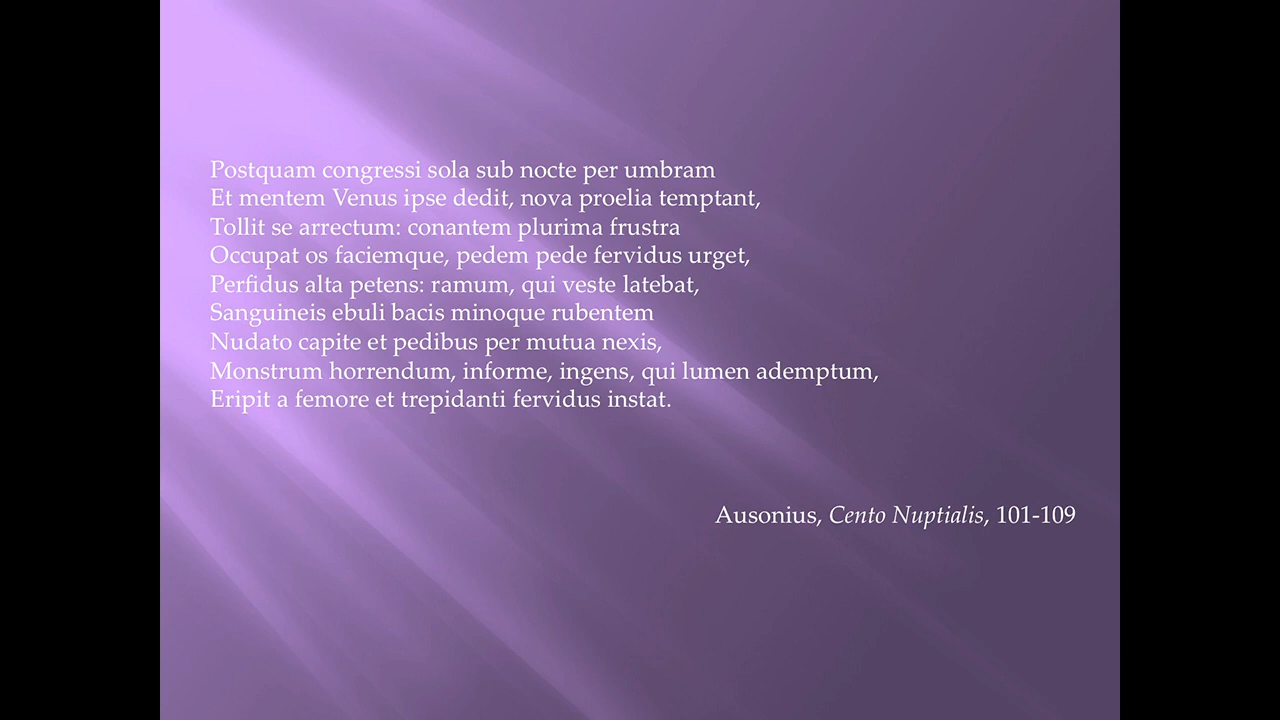 Postquam congressi sola sub nocte per umbram
Et mentem Venus ipse dedit, nova proelia temptant,
Tollit se arrectum: conantem plurima frustra
Occupat os faciemque, pedem pede fervidus urget,
Perfidus alta petens: ramum, qui veste latebat,
Sanguineis ebuli bacis minoque rubentem
Nudato capite et pedibus per mutua nexis,
Monstrum horrendum, informe, ingens, qui lumen ademptum,
Eripit a femore et trepidanti fervidus instat.
Ausonius, Cento Nuptialis, 101-109